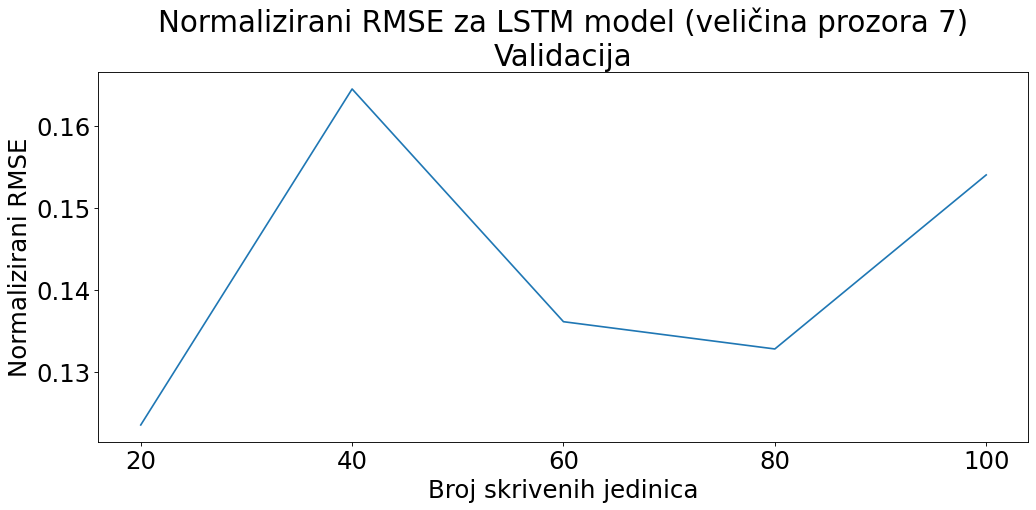 Normalizirani RMSE za LSTM model (veličina prozora 7)
Validacija
Normalizirani RMSE
0.16
0.15
0.14
0.13
20 40 60 80 100
Broj skrivenih jedinica